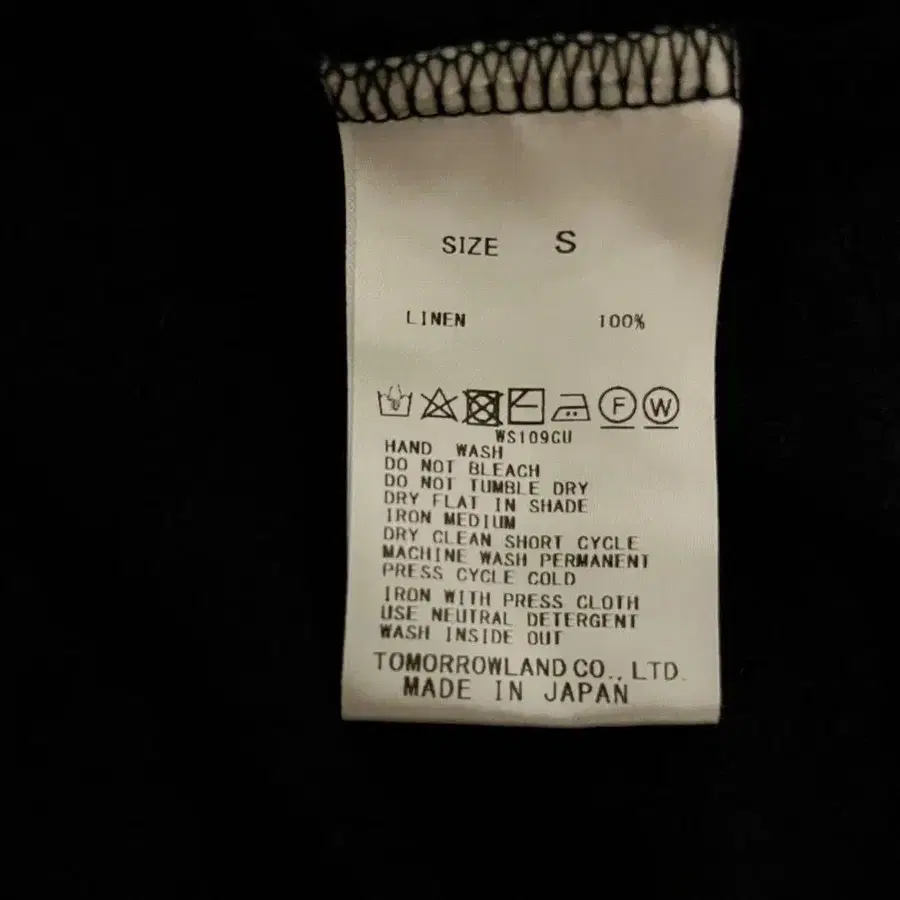 SIZE S
LINEN 100%
F W
WS109GU
HAND WASH
DO NOT BLEACH
DO NOT TUMBLE DRY
DRY FLAT IN SHADE
IRON MEDIUM
DRY CLEAN SHORT CYCLE
MACHINE WASH PERMANENT
PRESS CYCLE COLD
IRON WITH PRESS CLOTH
USE NEUTRAL DETERGENT
WASH INSIDE OUT
TOMORROWLAND CO., LTD.
MADE IN JAPAN